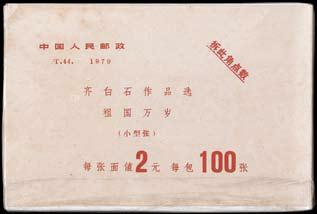 中国人民邮政
T.44. 1979
拆此角点数
齐白石作品选
祖国万岁
（小型张）
每张面值2元 每包100张